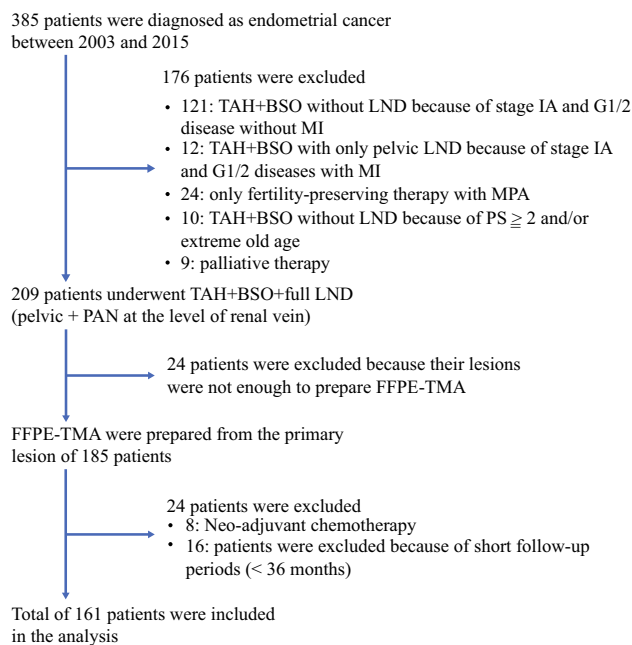 385 patients were diagnosed as endometrial cancer
between 2003 and 2015
176 patients were excluded
• 121: TAH+BSO without LND because of stage IA and G1/2
disease without MI
• 12: TAH+BSO with only pelvic LND because of stage IA
and G1/2 diseases with MI
• 24: only fertility-preserving therapy with MPA
• 10: TAH+BSO without LND because of PS ≧ 2 and/or
extreme old age
• 9: palliative therapy
209 patients underwent TAH+BSO+full LND
(pelvic + PAN at the level of renal vein)
24 patients were excluded because their lesions
were not enough to prepare FFPE-TMA
FFPE-TMA were prepared from the primary
lesion of 185 patients
24 patients were excluded
• 8: Neo-adjuvant chemotherapy
• 16: patients were excluded because of short follow-up
periods (< 36 months)
Total of 161 patients were included
in the analysis